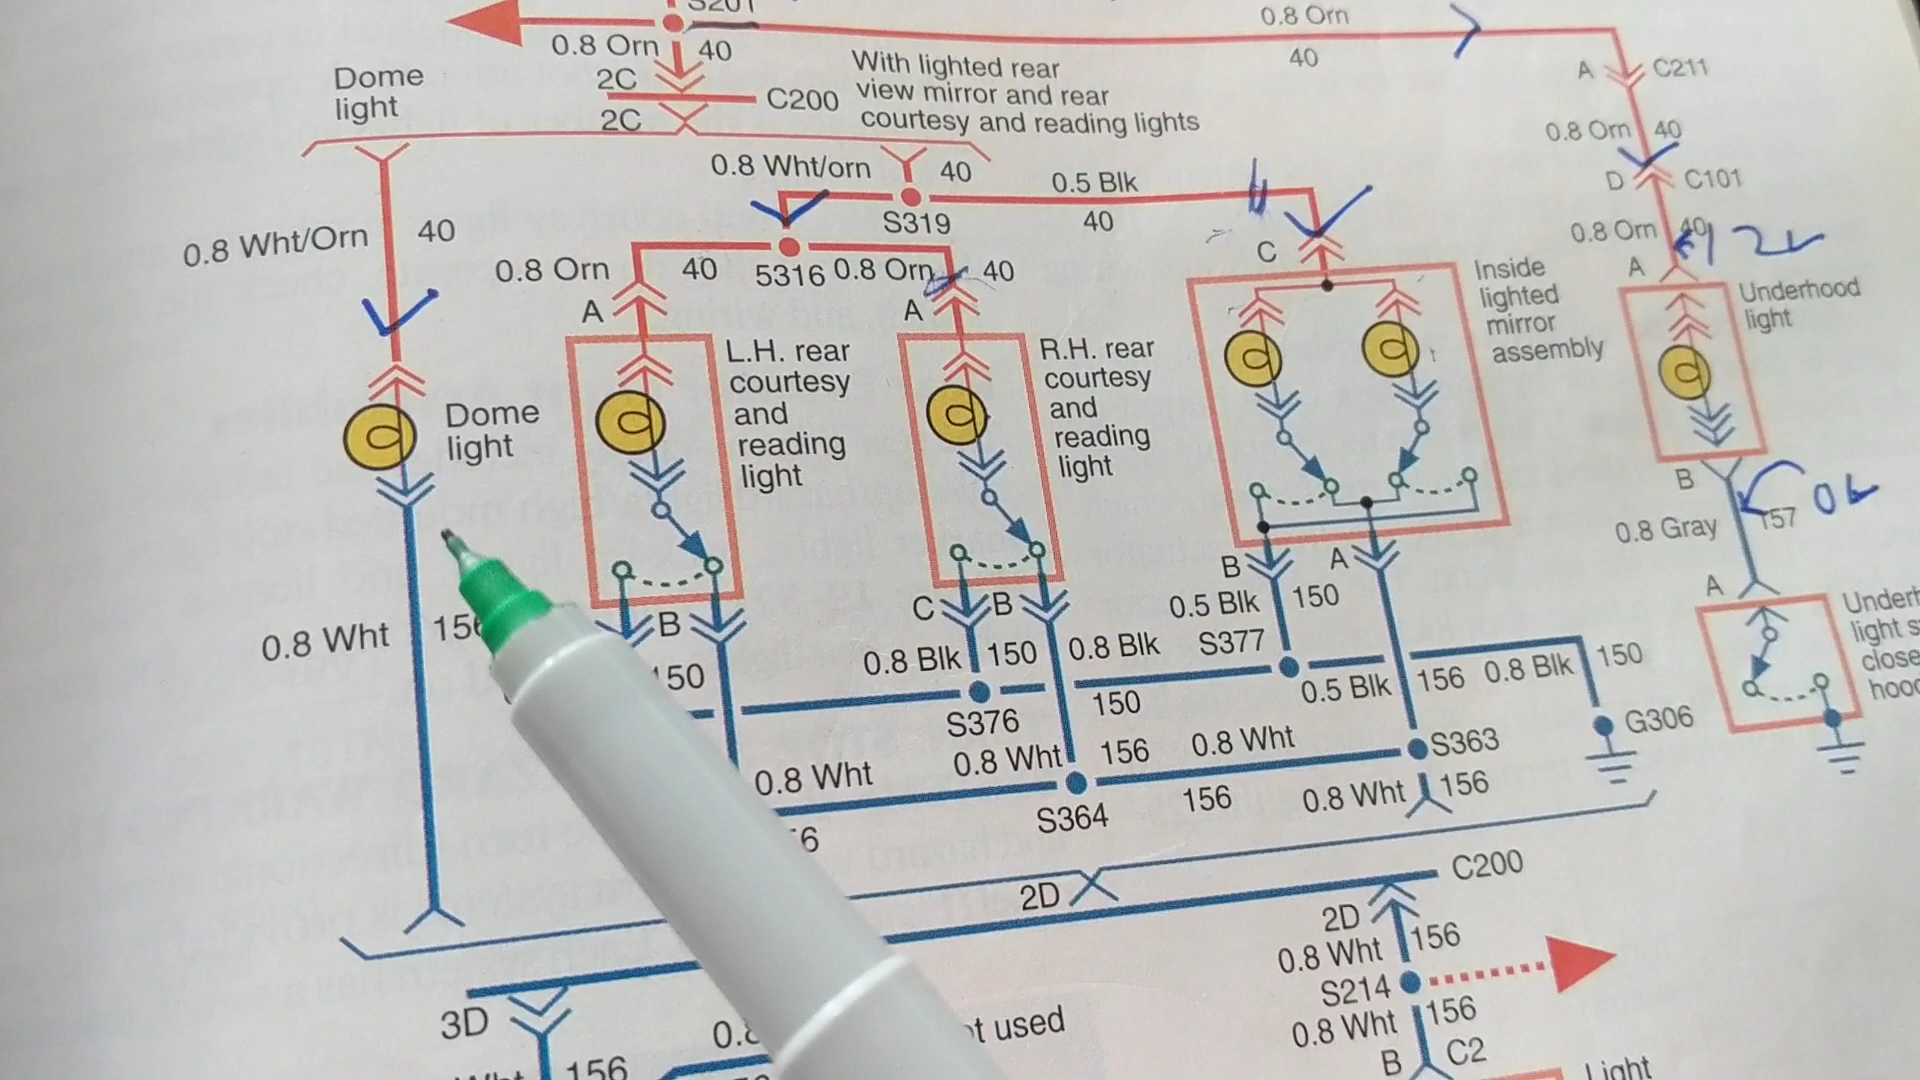 S201
0.8 Orn
0.8 Orn
40
40
With lighted rear
view mirror and rear
courtesy and reading lights
Dome
light
2C
C200
2C
A
C211
0.8 Orn
40
D
C101
0.8 Orn
40
12v
0.8 Wht/orn
40
0.5 Blk
40
S319
0.8 Wht/Orn
40
0.8 Orn
40
5316
0.8 Orn
40
A
A
C
Inside
lighted
mirror
assembly
A
Underhood
light
L.H. rear
courtesy
and
reading
light
R.H. rear
courtesy
and
reading
light
Dome
light
B
0.8 Gray
157
0v
A
B
C
B
B
A
0.5 Blk
150
0.8 Wht
156
150
0.8 Blk
150
0.8 Blk
S377
S376
150
0.5 Blk
156
0.8 Blk
150
G306
0.8 Wht
0.8 Wht
156
0.8 Wht
S363
S364
156
0.8 Wht
156
2D
C200
2D
0.8 Wht
156
S214
0.8 Wht
156
B
C2
Light
3D
used
156